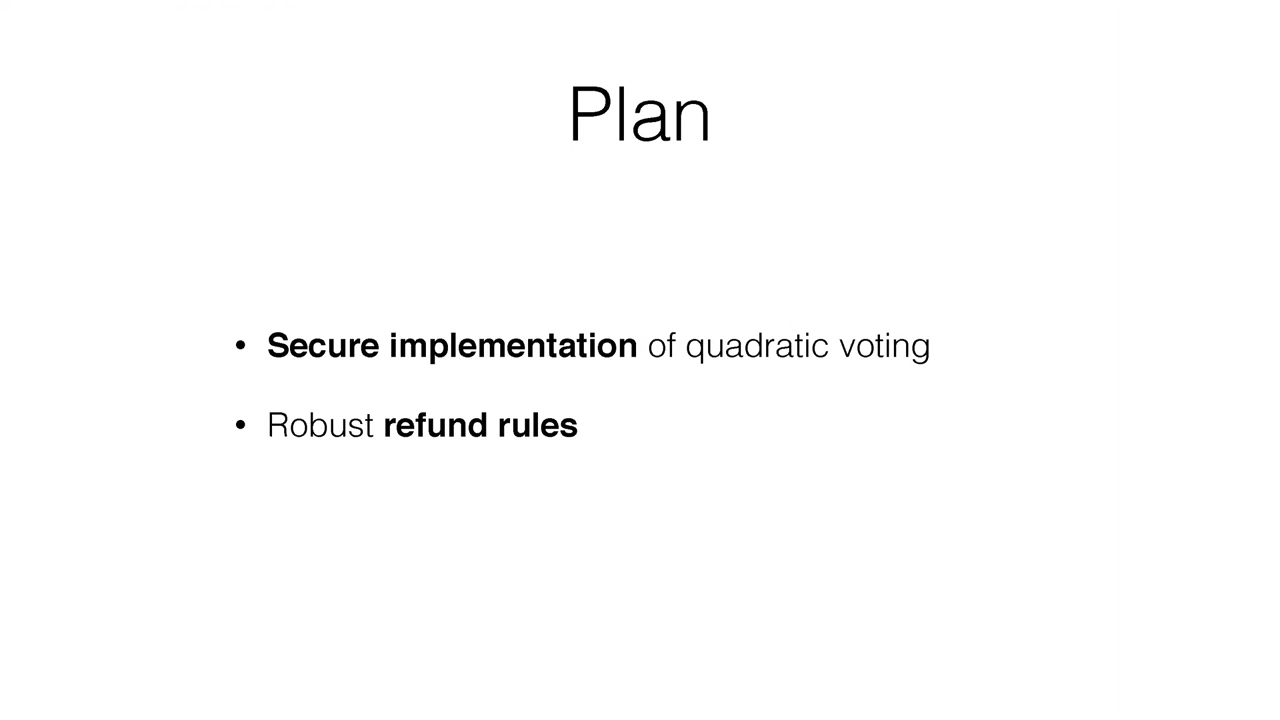 Plan
• Secure implementation of quadratic voting
• Robust refund rules